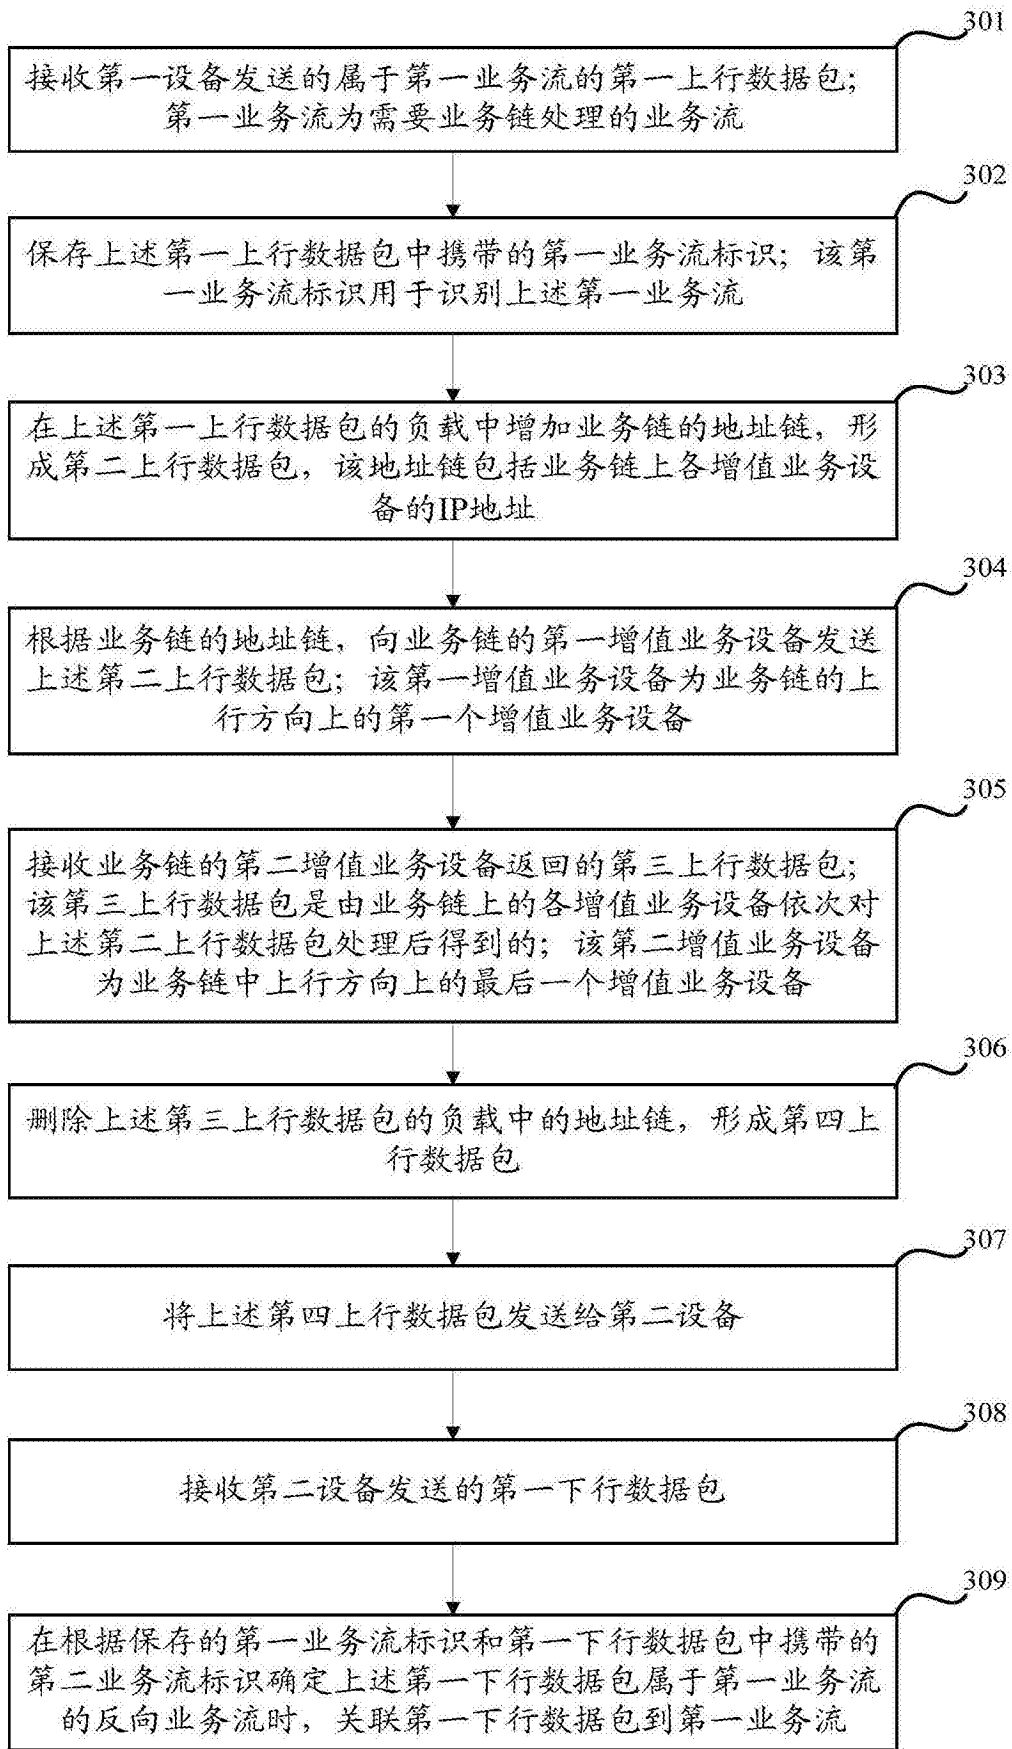 301
接收第一设备发送的属于第一业务流的第一上行数据包；
第一业务流为需要业务链处理的业务流
302
保存上述第一上行数据包中携带的第一业务流标识；该第
一业务流标识用于识别上述第一业务流
303
在上述第一上行数据包的负载中增加业务链的地址链，形
成第二上行数据包，该地址链包括业务链上各增值业务设
备的IP地址
304
根据业务链的地址链，向业务链的第一增值业务设备发送
上述第二上行数据包；该第一增值业务设备为业务链的上
行方向上的第一个增值业务设备
305
接收业务链的第二增值业务设备返回的第三上行数据包；
该第三上行数据包是由业务链上的各增值业务设备依次对
上述第二上行数据包处理后得到的；该第二增值业务设备
为业务链中上行方向上的最后一个增值业务设备
306
删除上述第三上行数据包的负载中的地址链，形成第四上
行数据包
307
将上述第四上行数据包发送给第二设备
308
接收第二设备发送的第一下行数据包
309
在根据保存的第一业务流标识和第一下行数据包中携带的
第二业务流标识确定上述第一下行数据包属于第一业务流
的反向业务流时，关联第一下行数据包到第一业务流